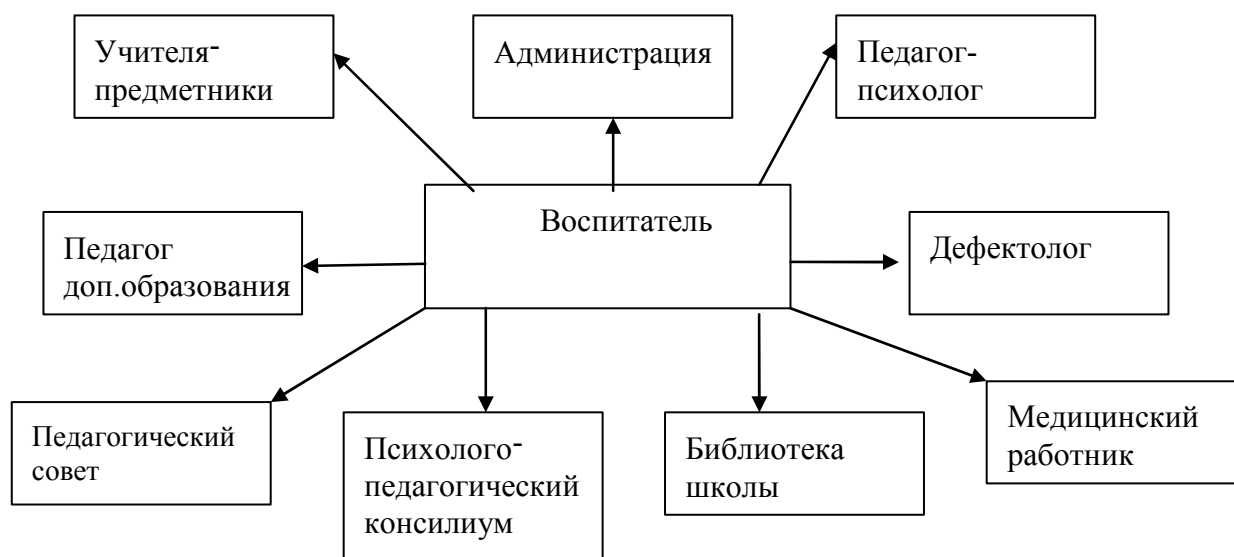 Учителя-
предметники
Администрация
Педагог-
психолог
Воспитатель
Педагог
доп.образования
Дефектолог
Педагогический
совет
Психолого-
педагогический
консилиум
Библиотека
школы
Медицинский
работник